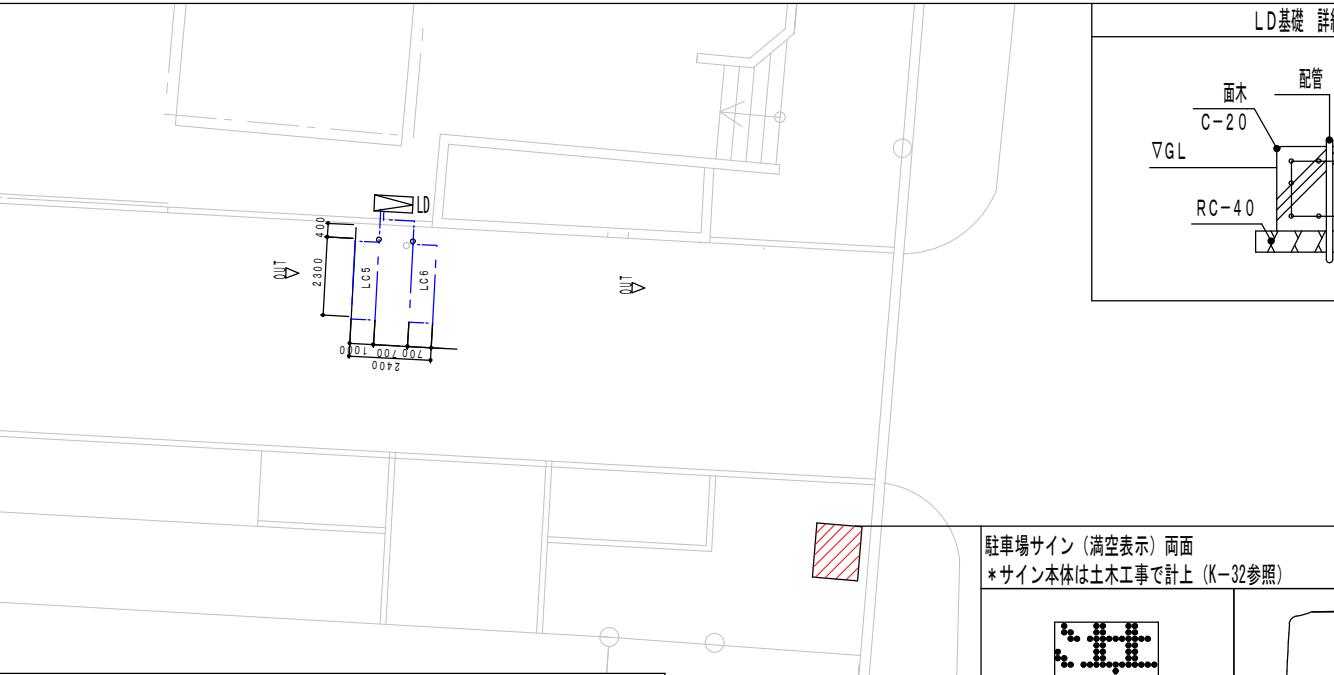 LD基礎 詳
配管
面木
C-20
▽GL
RC-40
LD
400
2300
LC5
LC6
OUT
OUT
1000 700 700
2400
駐車場サイン（満空表示）両面
*サイン本体は土木工事で計上（K-32参照）